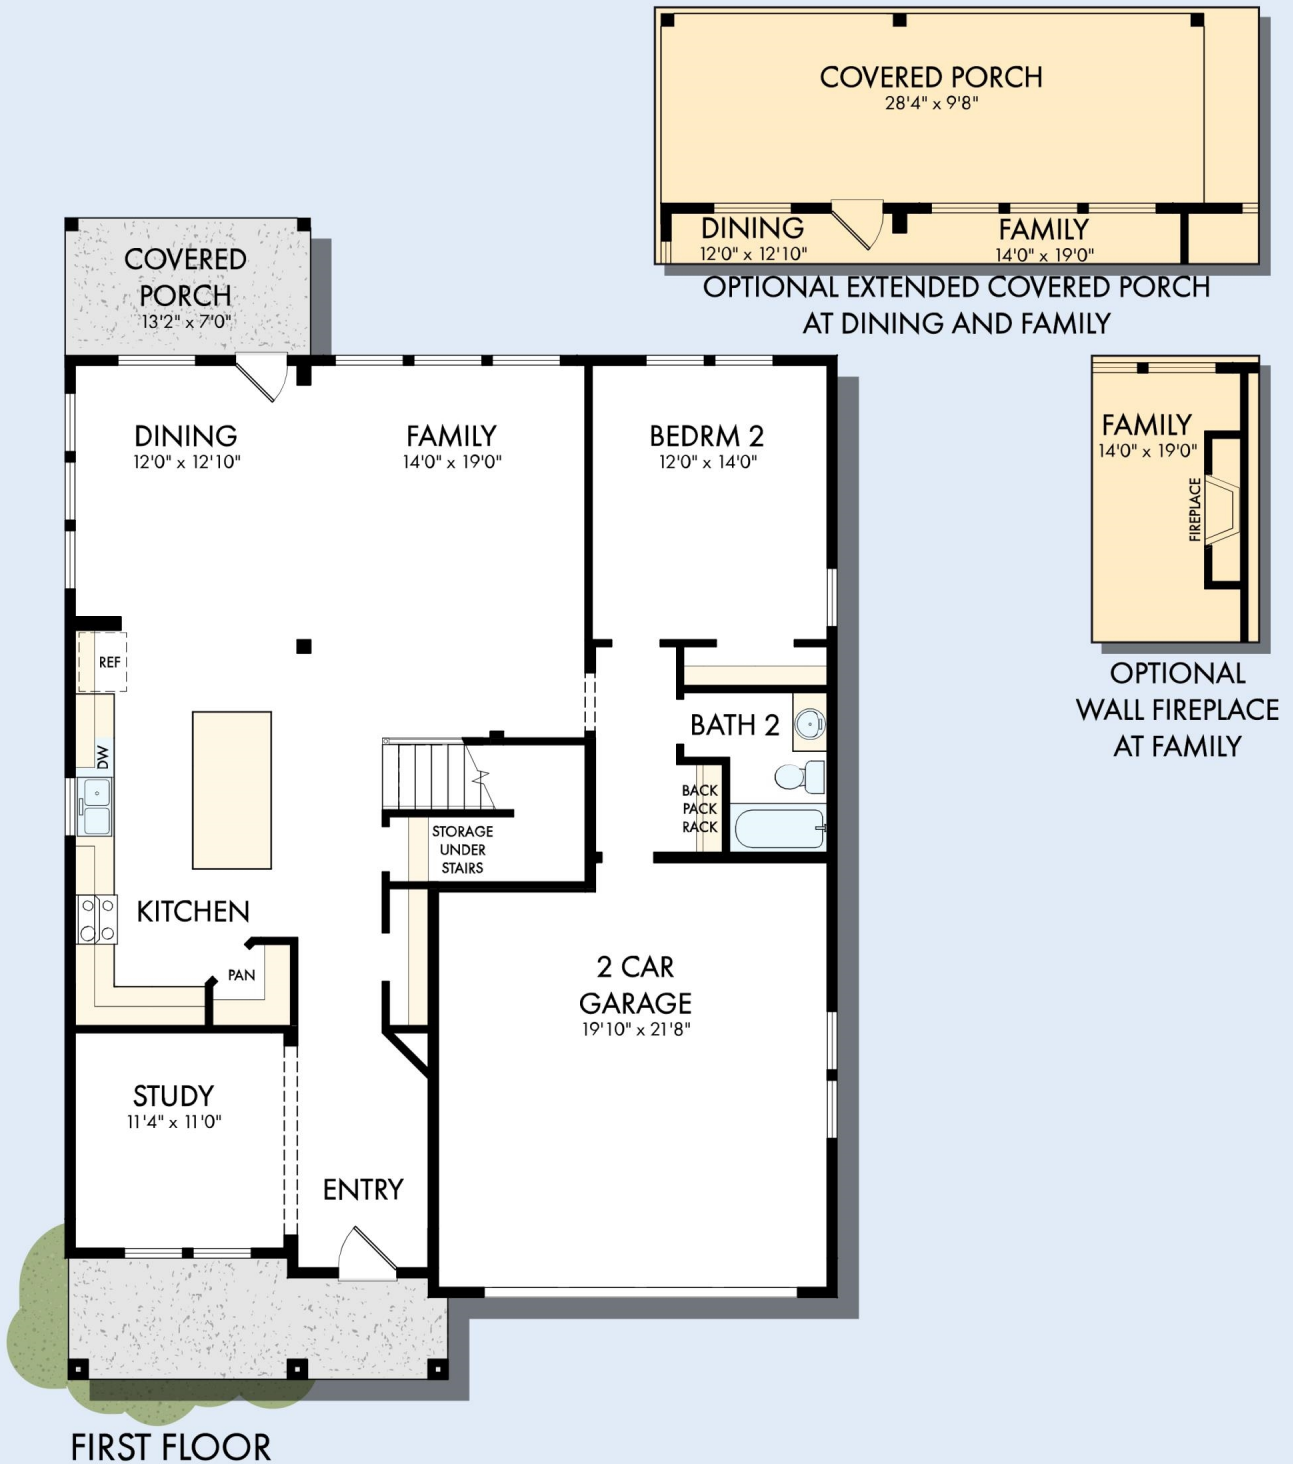 COVERED PORCH
28'4" x 9'8"
DINING
12'0" x 12'10"
FAMILY
14'0" x 19'0"
OPTIONAL EXTENDED COVERED PORCH
AT DINING AND FAMILY
COVERED
PORCH
13'2" x 7'0"
DINING
12'0" x 12'10"
FAMILY
14'0" x 19'0"
BEDRM 2
12'0" x 14'0"
FAMILY
14'0" x 19'0"
FIREPLACE
OPTIONAL
WALL FIREPLACE
AT FAMILY
REF
DW
BATH 2
BACK
PACK
RACK
STORAGE
UNDER
STAIRS
KITCHEN
PAN
2 CAR
GARAGE
19'10" x 21'8"
STUDY
11'4" x 11'0"
ENTRY
FIRST FLOOR